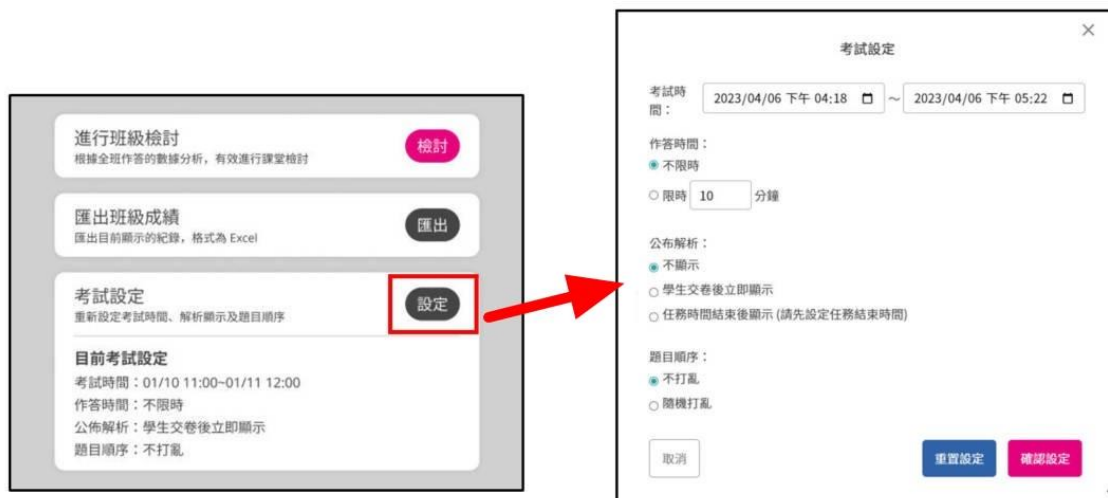 進行班級檢討
根據全班作答的數據分析，有效進行課堂檢討
檢討
匯出班級成績
匯出目前顯示的紀錄，格式為 Excel
匯出
考試設定
重新設定考試時間、解析顯示及題目順序
設定
目前考試設定
考試時間：01/10 11:00~01/11 12:00
作答時間：不限時
公佈解析：學生交卷後立即顯示
題目順序：不打亂
考試設定
考試時
間：
2023/04/06 下午 04:18 ～ 2023/04/06 下午 05:22
作答時間：
不限時
限時 10 分鐘
公布解析：
不顯示
學生交卷後立即顯示
任務時間結束後顯示 (請先設定任務結束時間)
題目順序：
不打亂
隨機打亂
取消 重置設定 確認設定